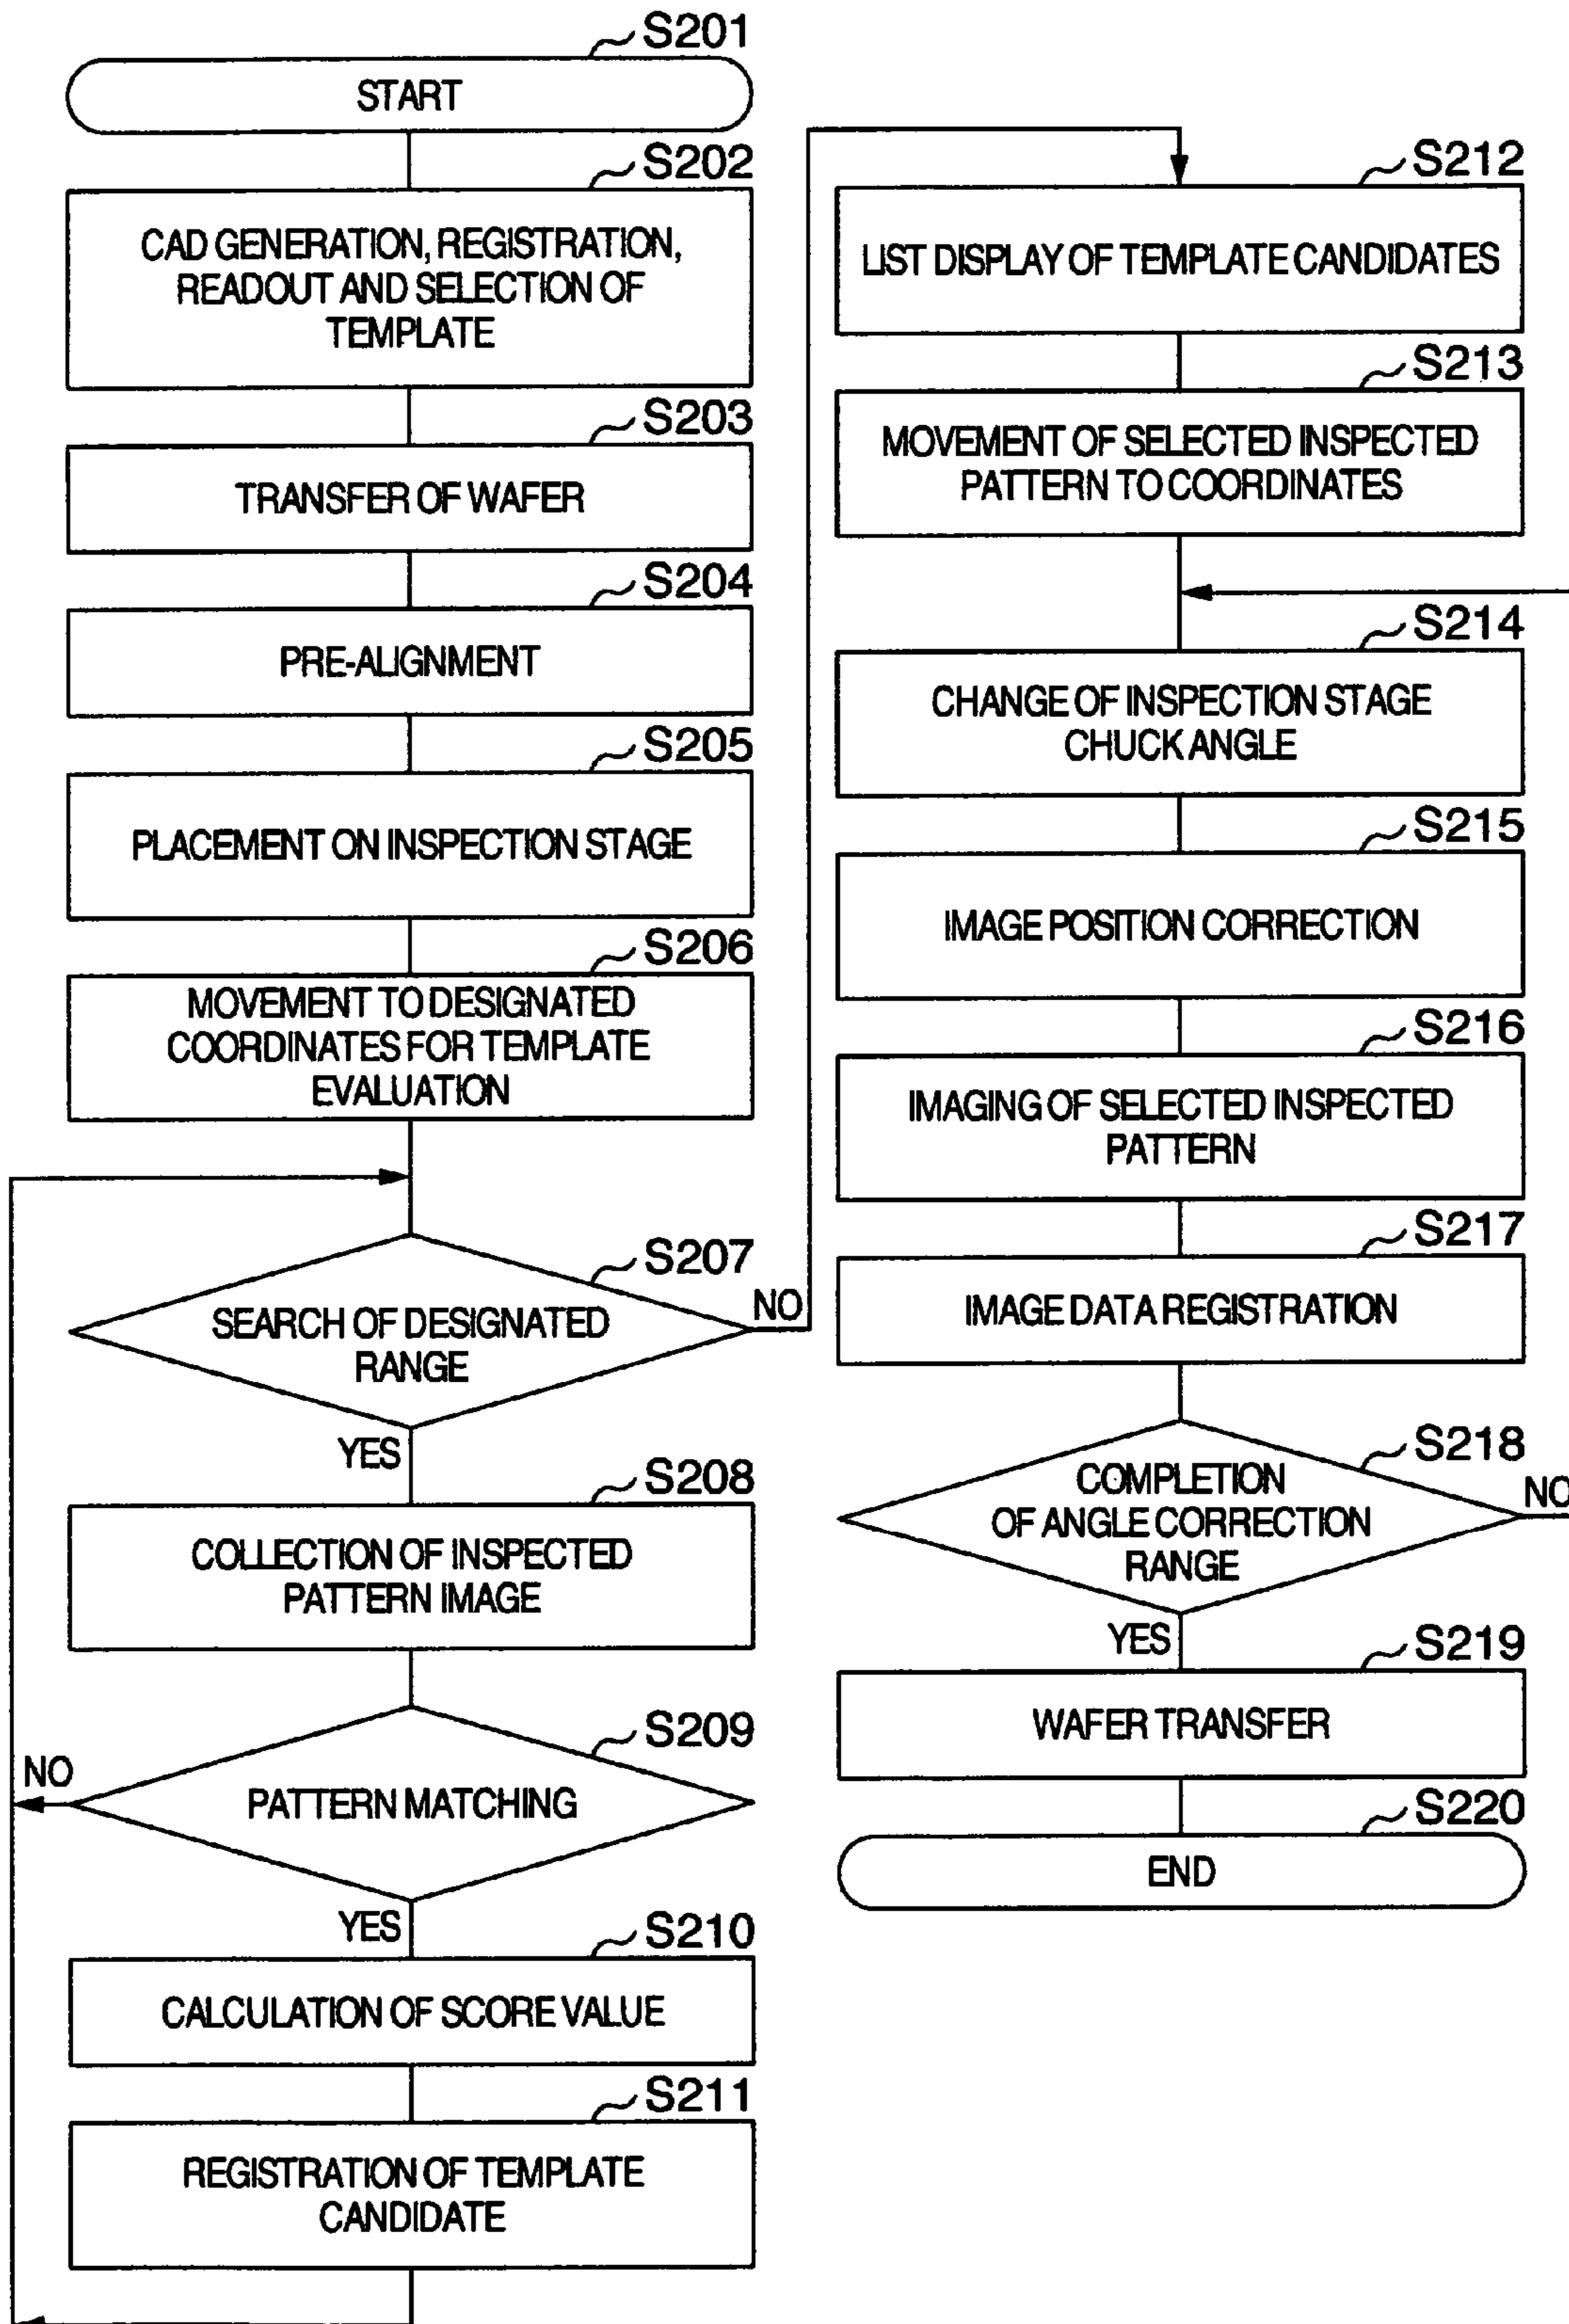 S201
START
S202
CAD GENERATION, REGISTRATION,
READOUT AND SELECTION OF
TEMPLATE
S203
TRANSFER OF WAFER
S204
PRE-ALIGNMENT
S205
PLACEMENT ON INSPECTION STAGE
S206
MOVEMENT TO DESIGNATED
COORDINATES FOR TEMPLATE
EVALUATION
S207
SEARCH OF DESIGNATED
RANGE
NO
YES
S208
COLLECTION OF INSPECTED
PATTERN IMAGE
S209
NO
PATTERN MATCHING
YES
S210
CALCULATION OF SCORE VALUE
S211
REGISTRATION OF TEMPLATE
CANDIDATE
S212
LIST DISPLAY OF TEMPLATE CANDIDATES
S213
MOVEMENT OF SELECTED INSPECTED
PATTERN TO COORDINATES
S214
CHANGE OF INSPECTION STAGE
CHUCK ANGLE
S215
IMAGE POSITION CORRECTION
S216
IMAGING OF SELECTED INSPECTED
PATTERN
S217
IMAGE DATA REGISTRATION
S218
COMPLETION
OF ANGLE CORRECTION
RANGE
NO
YES
S219
WAFER TRANSFER
S220
END